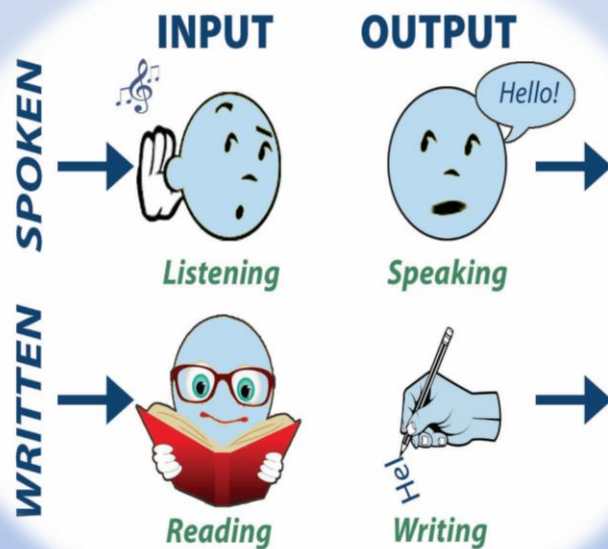 INPUT OUTPUT
SPOKEN
Hello!
Listening Speaking
WRITTEN
Hel
Reading Writing